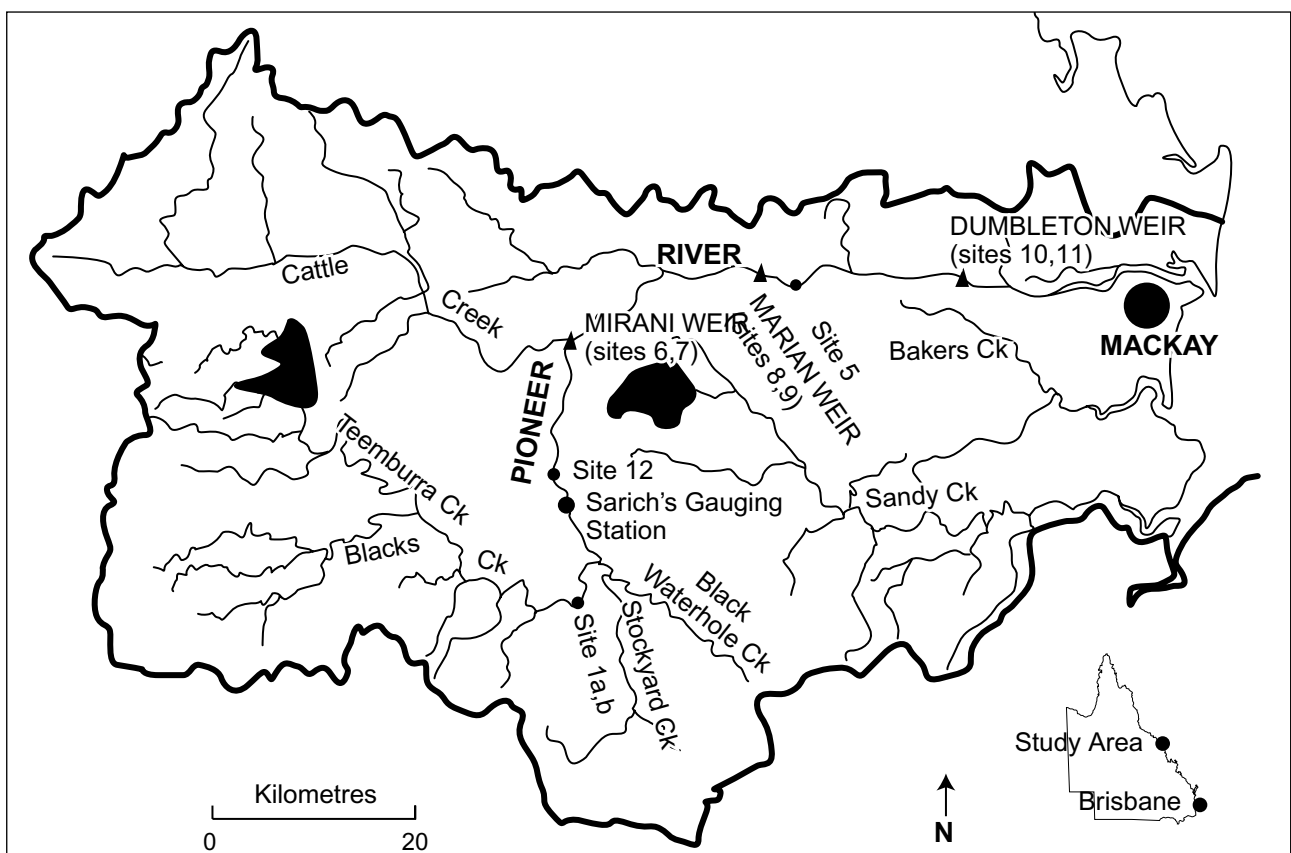 DUMBLETON WEIR
(sites 10,11)
RIVER
Cattle
Creek
MIRANI WEIR
(sites 6,7)
MARIAN WEIR
(sites 8,9)
Site 5
Bakers Ck
MACKAY
PIONEER
Teemburra Ck
Site 12
Sarich's Gauging
Station
Sandy Ck
Blacks
Ck
Black
Waterhole Ck
Stockyard Ck
Site 1a,b
Study Area
Brisbane
Kilometres
0
20
N